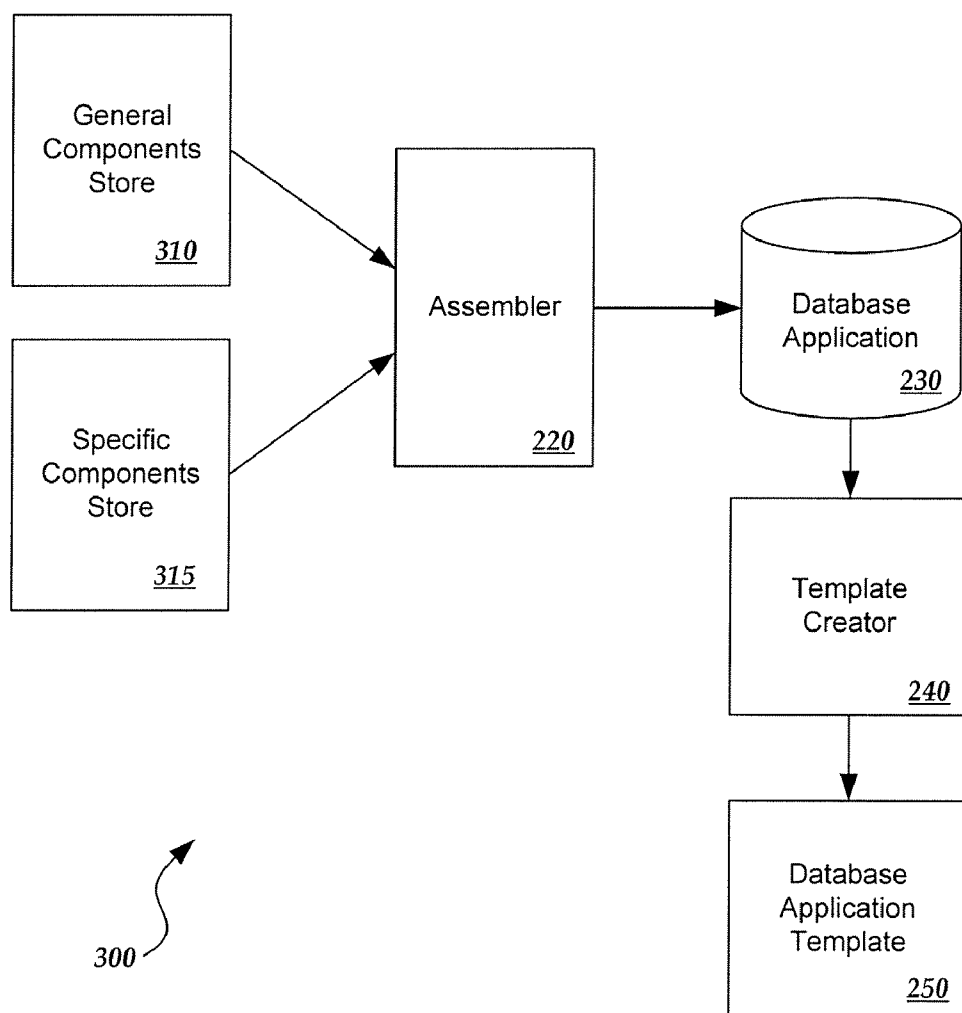 General
Components
Store
310
Specific
Components
Store
315
Assembler
220
Database
Application
230
Template
Creator
240
Database
Application
Template
250
300